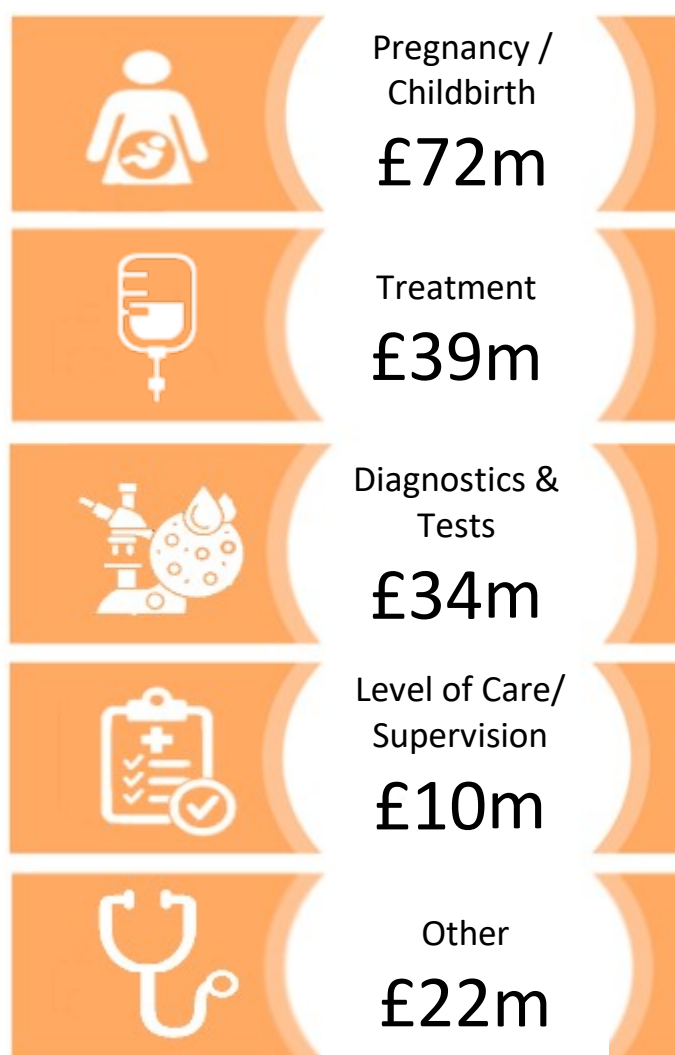 Pregnancy /
Childbirth
£72m
Treatment
£39m
Diagnostics &
Tests
£34m
Level of Care/
Supervision
£10m
Other
£22m